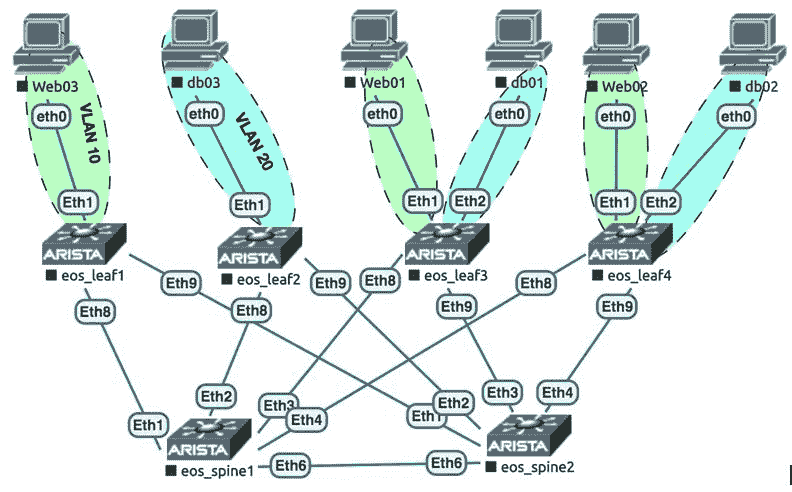 Web03
db03
Web01
db01
Web02
db02
eth0
eth0
eth0
eth0
eth0
eth0
VLAN 10
VLAN 20
Eth1
Eth1
Eth1
Eth2
Eth1
Eth2
ARISTA
ARISTA
ARISTA
ARISTA
eos_leaf1
eos_leaf2
eos_leaf3
eos_leaf4
Eth9
Eth9
Eth8
Eth8
Eth8
Eth8
Eth9
Eth9
Eth2
Eth3
Eth4
Eth1
Eth2
Eth3
Eth4
Eth1
ARISTA
ARISTA
eos_spine1
Eth6
Eth6
eos_spine2